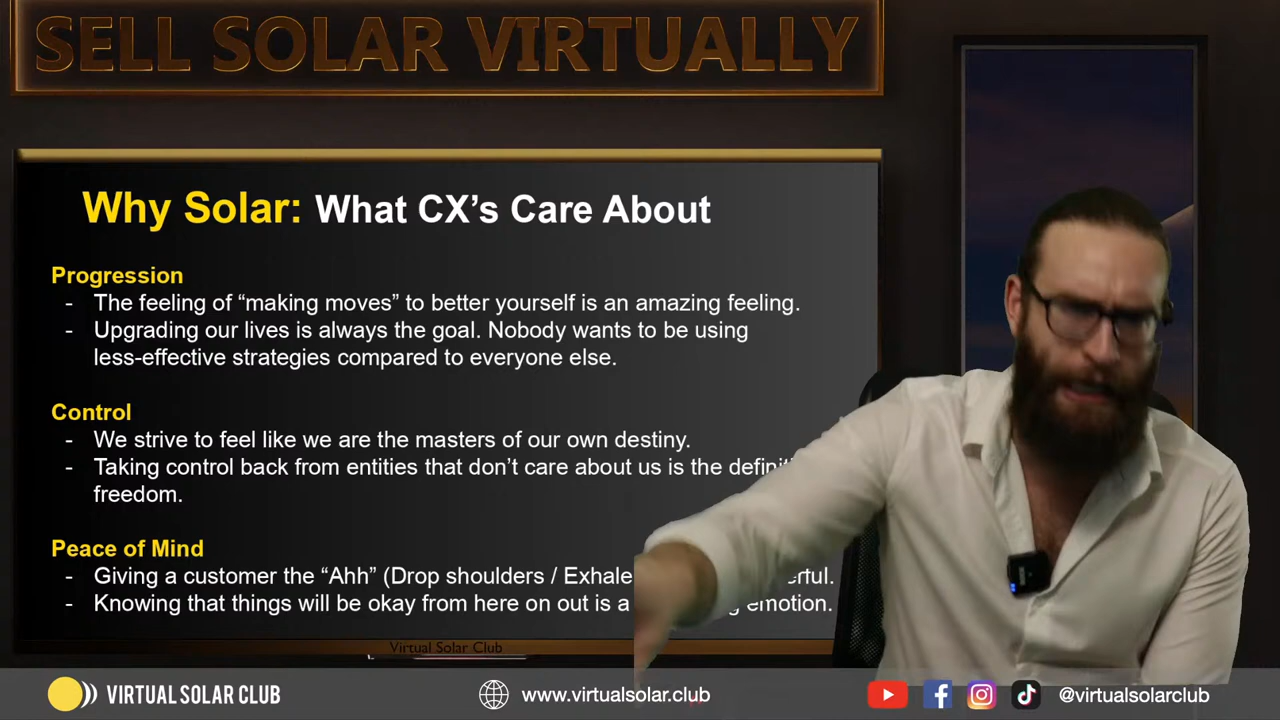 SELL SOLAR VIRTUALLY
Why Solar: What CX’s Care About
Progression
- The feeling of “making moves” to better yourself is an amazing feeling.
- Upgrading our lives is always the goal. Nobody wants to be using
less-effective strategies compared to everyone else.
Control
- We strive to feel like we are the masters of our own destiny.
- Taking control back from entities that don’t care about us is the
freedom.
Peace of Mind
- Giving a customer the “Ahh” (Drop shoulders / Exhale
- Knowing that things will be okay from here on out is a emotion.
Virtual Solar Club
VIRTUAL SOLAR CLUB
www.virtualsolar.club
@virtualsolarclub